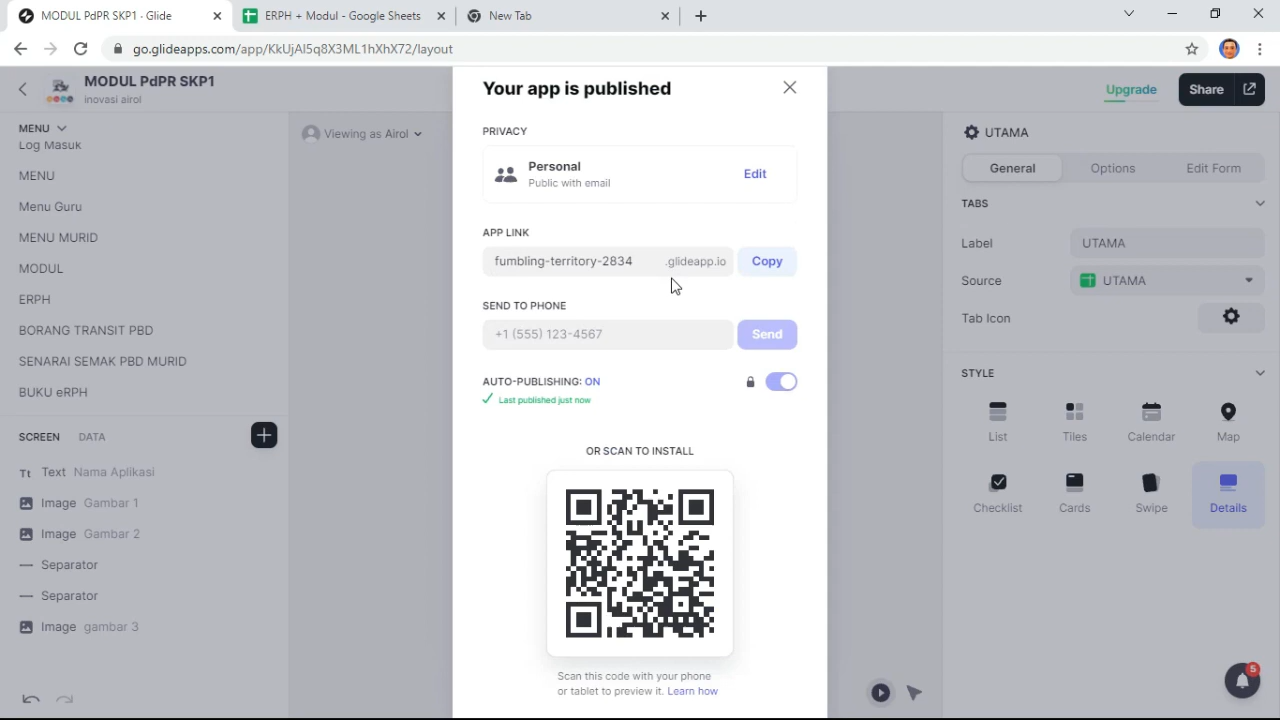 MODUL PdPR SKP1 - Glide
ERPH + Modul - Google Sheets
New Tab
go.glideapps.com/app/KkUjAl5q8X3ML1hXhX72/layout
MODUL PdPR SKP1
inovasi airol
Upgrade
Share
MENU
Log Masuk
MENU
Menu Guru
MENU MURID
MODUL
ERPH
BORANG TRANSIT PBD
SENARAI SEMAK PBD MURID
BUKU eRPH
SCREEN DATA
Tt Text Nama Aplikasi
Image Gambar 1
Image Gambar 2
Separator
Separator
Image gambar 3
Viewing as Airol
Your app is published
PRIVACY
Personal
Public with email
Edit
APP LINK
fumbling-territory-2834 .glideapp.io
Copy
SEND TO PHONE
+1 (555) 123-4567
Send
AUTO-PUBLISHING: ON
Last published just now
OR SCAN TO INSTALL
Scan this code with your phone
or tablet to preview it. Learn how
UTAMA
General Options Edit Form
TABS
Label UTAMA
Source UTAMA
Tab Icon
STYLE
List Tiles Calendar Map
Checklist Cards Swipe Details
5